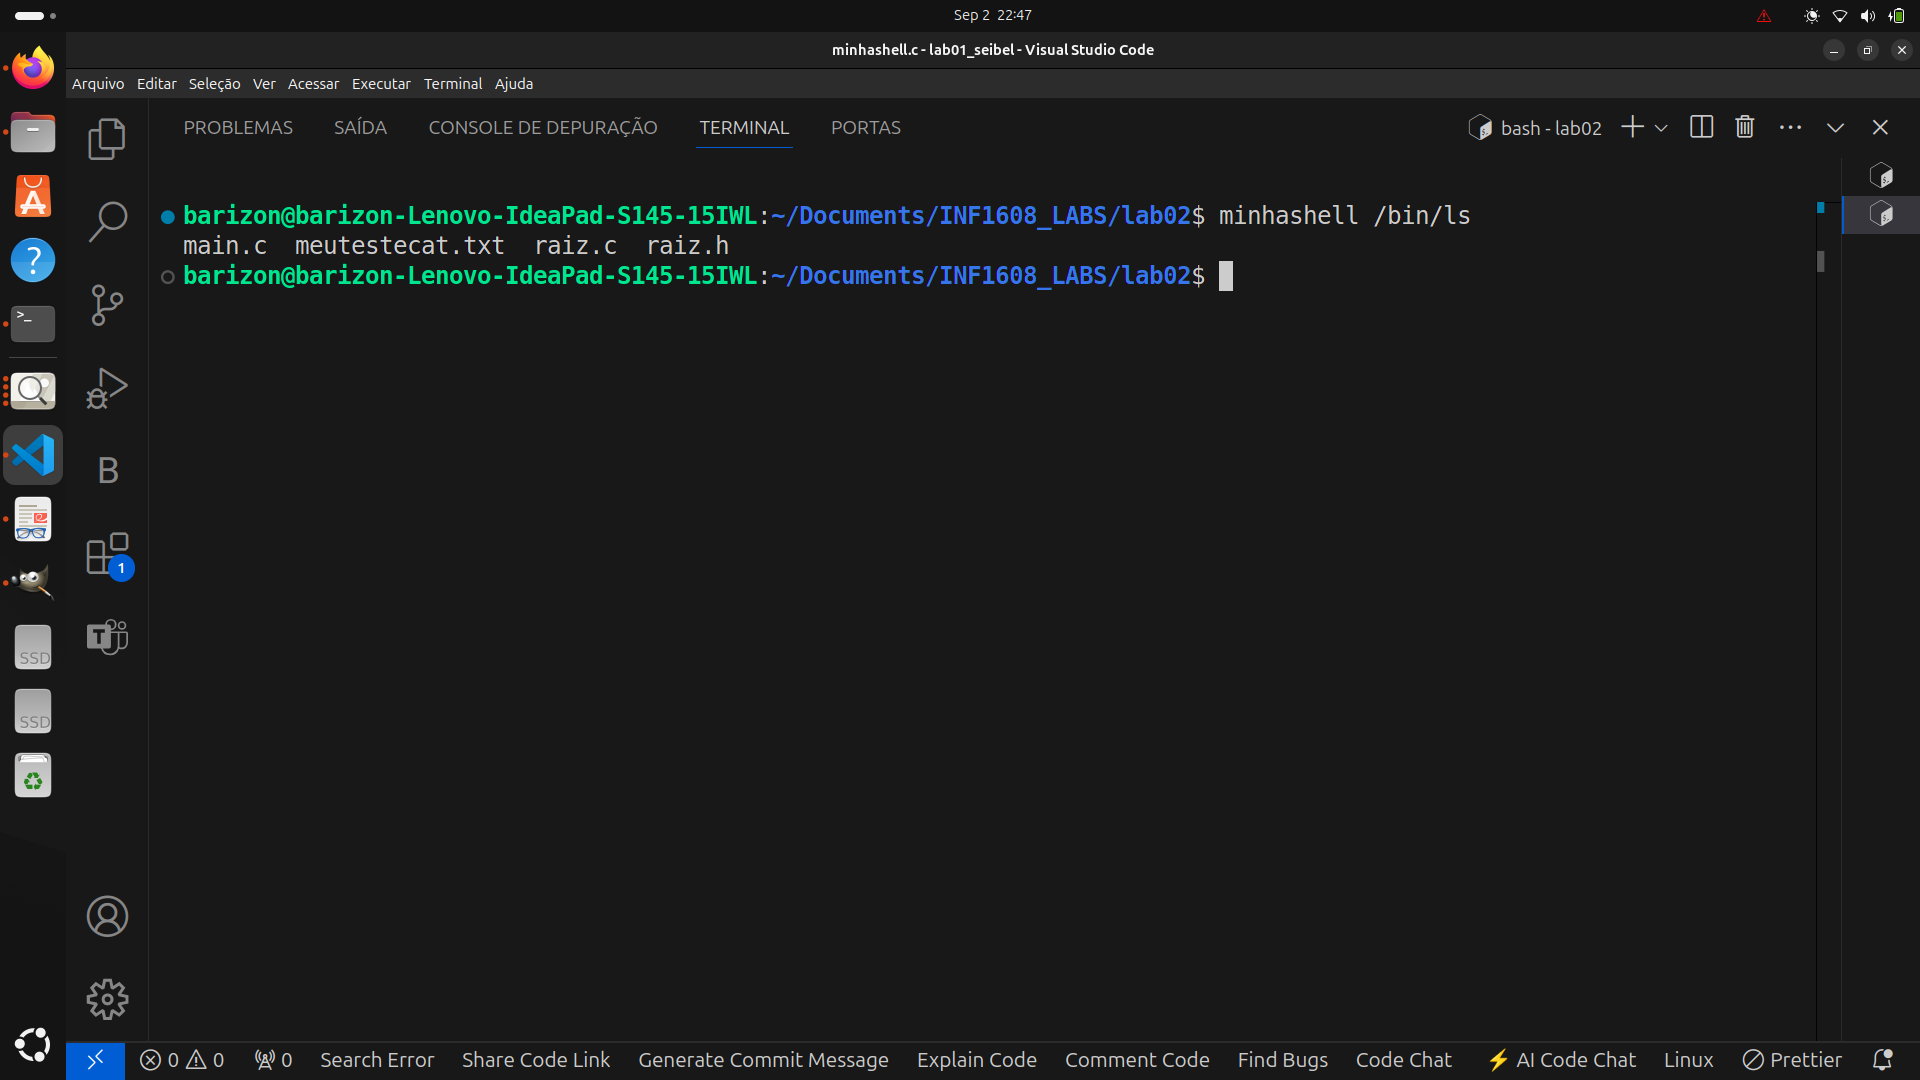 Sep 2 22:47
minhashell.c - lab01_seibel - Visual Studio Code
Arquivo Editar Seleção Ver Acessar Executar Terminal Ajuda
PROBLEMAS SAÍDA CONSOLE DE DEPURAÇÃO TERMINAL PORTAS bash - lab02
barizon@barizon-Lenovo-IdeaPad-S145-15IWL:~/Documents/INF1608_LABS/lab02$ minhashell /bin/ls
main.c meutestecat.txt raiz.c raiz.h
barizon@barizon-Lenovo-IdeaPad-S145-15IWL:~/Documents/INF1608_LABS/lab02$
B
1
T
SSD
SSD
0 0 0 Search Error Share Code Link Generate Commit Message Explain Code Comment Code Find Bugs Code Chat ⚡ AI Code Chat Linux Prettier